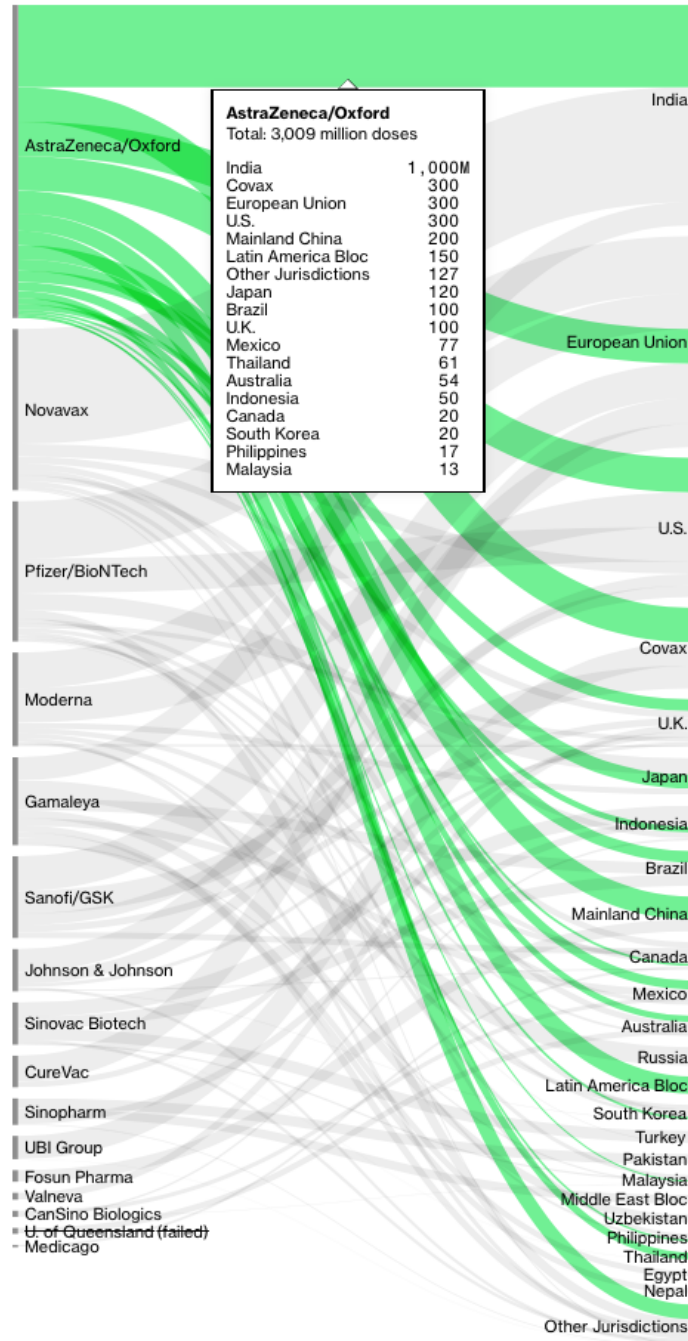 AstraZeneca/Oxford
Novavax
Pfizer/BioNTech
Moderna
Gamaleya
Sanofi/GSK
Johnson & Johnson
Sinovac Biotech
CureVac
Sinopharm
UBI Group
Fosun Pharma
Valneva
CanSino Biologics
U. of Queensland (failed)
Medicago
AstraZeneca/Oxford
Total: 3,009 million doses
India 1,000M
Covax 300
European Union 300
U.S. 300
Mainland China 200
Latin America Bloc 150
Other Jurisdictions 127
Japan 120
Brazil 100
U.K. 100
Mexico 77
Thailand 61
Australia 54
Indonesia 50
Canada 20
South Korea 20
Philippines 17
Malaysia 13
India
European Union
U.S.
Covax
U.K.
Japan
Indonesia
Brazil
Mainland China
Canada
Mexico
Australia
Russia
Latin America Bloc
South Korea
Turkey
Pakistan
Malaysia
Middle East Bloc
Uzbekistan
Philippines
Thailand
Egypt
Nepal
Other Jurisdictions